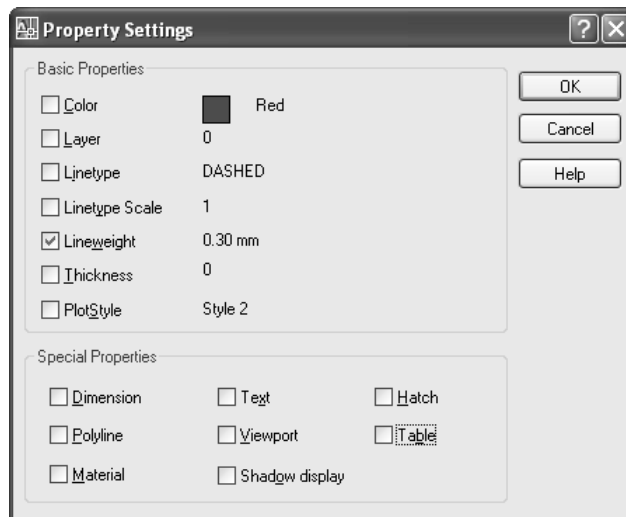 Property Settings
Basic Properties
Color Red
Layer 0
Linetype DASHED
Linetype Scale 1
Lineweight 0.30 mm
Thickness 0
PlotStyle Style 2
OK
Cancel
Help
Special Properties
Dimension Text Hatch
Polyline Viewport Table
Material Shadow display